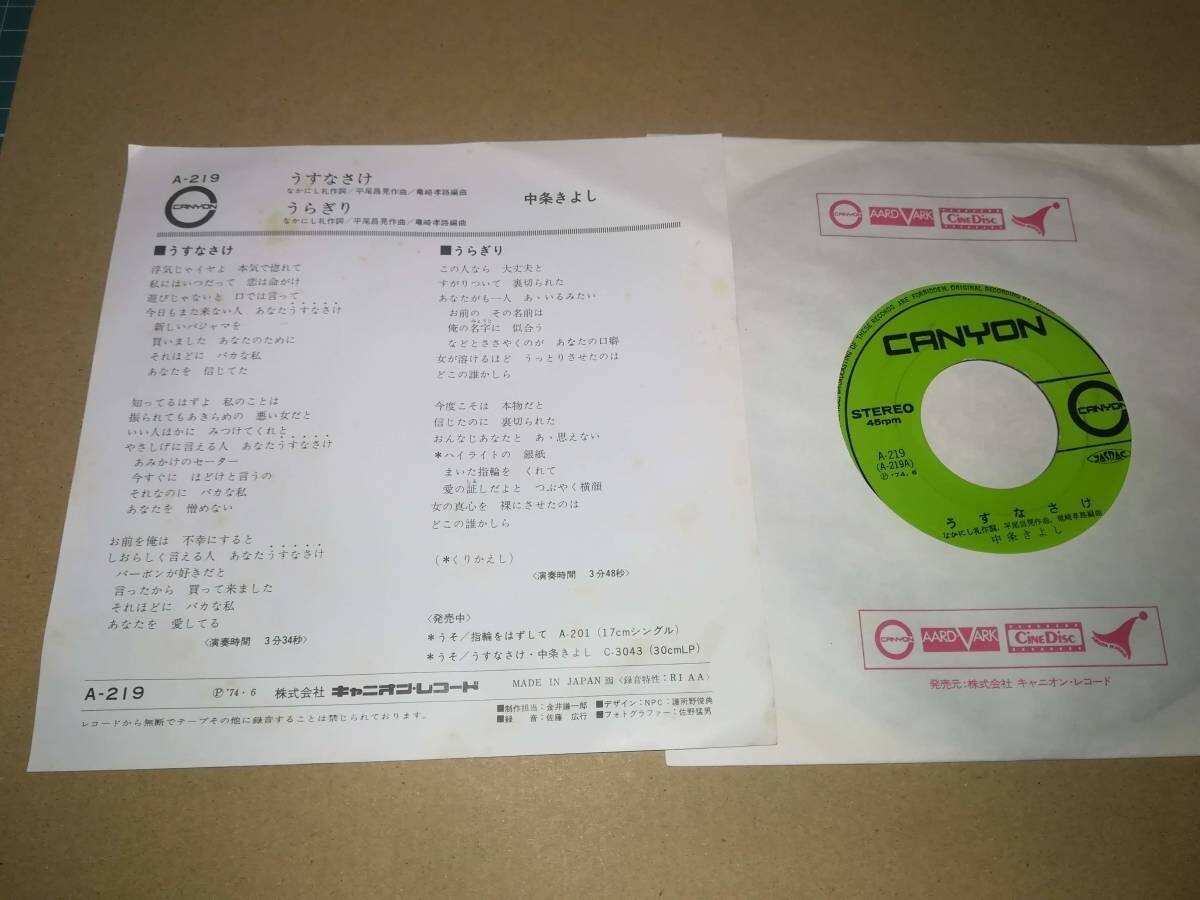 A-219
CANYON
うすなさけ
なかにし礼作詞／平尾昌晃作曲／竜崎孝路編曲
うらぎり
なかにし礼作詞／平尾昌晃作曲／竜崎孝路編曲
中条きよし
■うすなさけ
浮気じゃイヤよ 本気で惚れて
私にはいつだって 恋は命がけ
遊びじゃないと 口では言って
今日もまた来ない人 あなたうすなさけ
新しいパジャマを
買いました あなたのために
それほどに バカな私
あなたを 信じてた
知ってるはずよ 私のことは
振られてもあきらめの 悪い女だと
いい人ほかに みつけてくれと
やさしげに言える人 あなたうすなさけ
あみかけのセーター
今すぐに ほどけと言うの
それなのに バカな私
あなたを 憎めない
お前を俺は 不幸にすると
しおらしく言える人 あなたうすなさけ
バーボンが好きだと
言ったから 買って来ました
それほどに バカな私
あなたを 愛してる
〈演奏時間 3分34秒〉
■うらぎり
この人なら 大丈夫と
すがりついて 裏切られた
あなたがも一人 あゝいるみたい
お前の その名前は
俺の名字に 似合う
みょうじ
などとささやくのが あなたの口癖
女が溶けるほど うっとりさせたのは
どこの誰かしら
今度こそは 本物だと
信じたのに 裏切られた
おんなじあなたと あゝ思えない
＊ハイライトの 銀紙
まいた指輪を くれて
愛の証しだよと つぶやく横顔
あか
女の真心を 裸にさせたのは
どこの誰かしら
（＊くりかえし）
〈演奏時間 3分48秒〉
〈発売中〉
＊うそ／指輪をはずして A-201（17cmシングル）
＊うそ／うすなさけ・中条きよし C-3043（30cmLP）
A-219 Ⓟ'74・6 株式会社 キャニオン・レコード MADE IN JAPAN 〈録音特性：RIAA〉
レコードから無断でテープその他に録音することは禁じられております。
■制作担当：金井謙一郎 ■デザイン：NPC：護所野俊典
■録 音：佐藤 広行 ■フォトグラファー：佐野猛男
CANYON AARD VARK CINE DISC
CANYON
STEREO
45rpm
CANYON
A-219
(A-219A)
Ⓟ '74. 6
JASRAC
うすなさけ
なかにし礼作詞，平尾昌晃作曲，竜崎孝路編曲
中条きよし
CANYON AARD VARK CINE DISC
発売元：株式会社 キャニオン・レコード